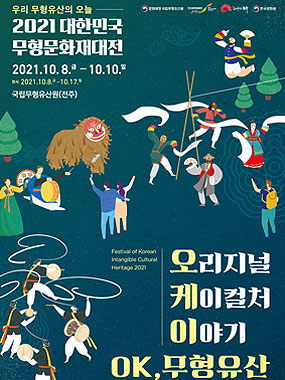 우리 무형유산의 오늘
2021 대한민국
무형문화재대전
2021.10.8.금 – 10.10.일
전시 2021.10.8.금 – 10.17.일
국립무형유산원(전주)
Festival of Korean
Intangible Cultural
Heritage 2021
오리지널
케이컬처
이야기
OK, 무형유산